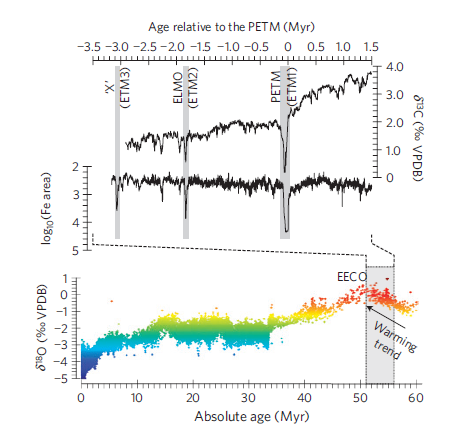 Age relative to the PETM (Myr)
-3.5 -3.0 -2.5 -2.0 -1.5 -1.0 -0.5 0 0.5 1.0 1.5
'X'
(ETM3)
ELMO
(ETM2)
PETM
(ETM1)
4.0
3.0
2.0
1.0
0
δ13C (‰ VPDB)
2
3
4
5
log10(Fe area)
EECO
Warming
trend
1
0
-1
-2
-3
-4
-5
δ18O (‰ VPDB)
0 10 20 30 40 50 60
Absolute age (Myr)